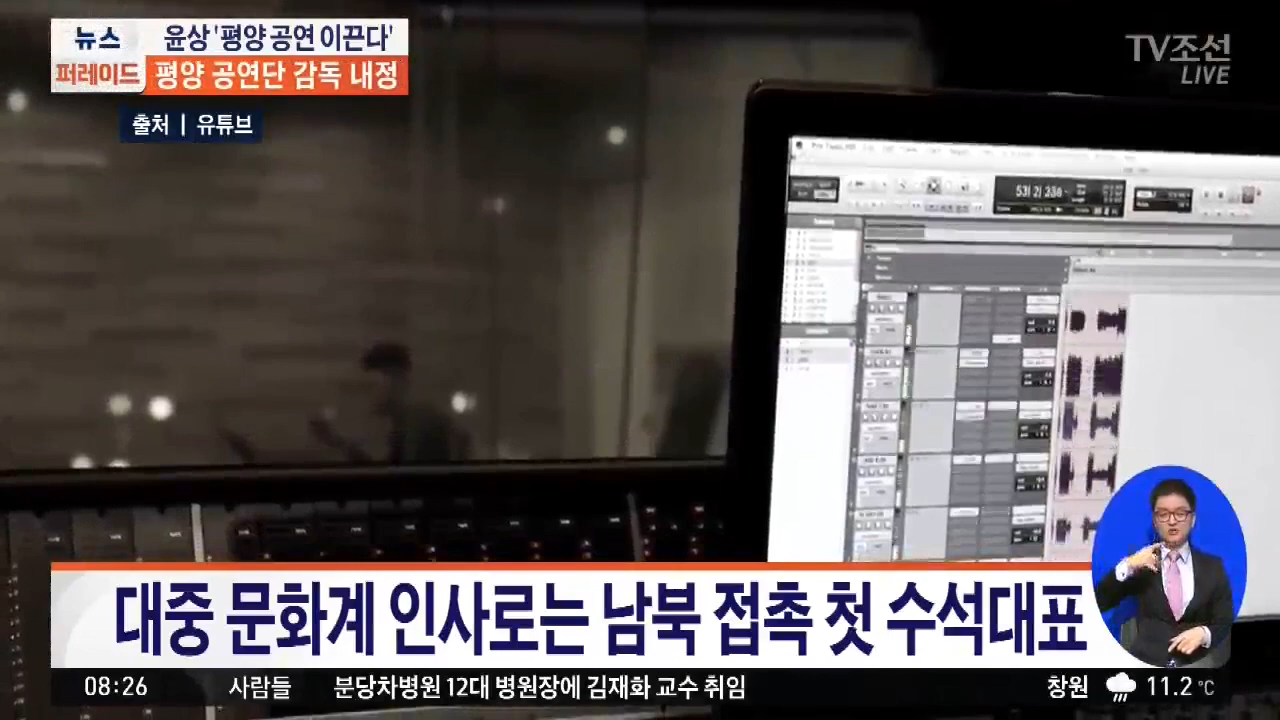 뉴스
퍼레이드
윤상 '평양 공연 이끈다'
평양 공연단 감독 내정
출처 | 유튜브
TV조선
LIVE
53| 2| 336
대중 문화계 인사로는 남북 접촉 첫 수석대표
08:26 사람들 분당차병원 12대 병원장에 김재화 교수 취임 창원 11.2℃